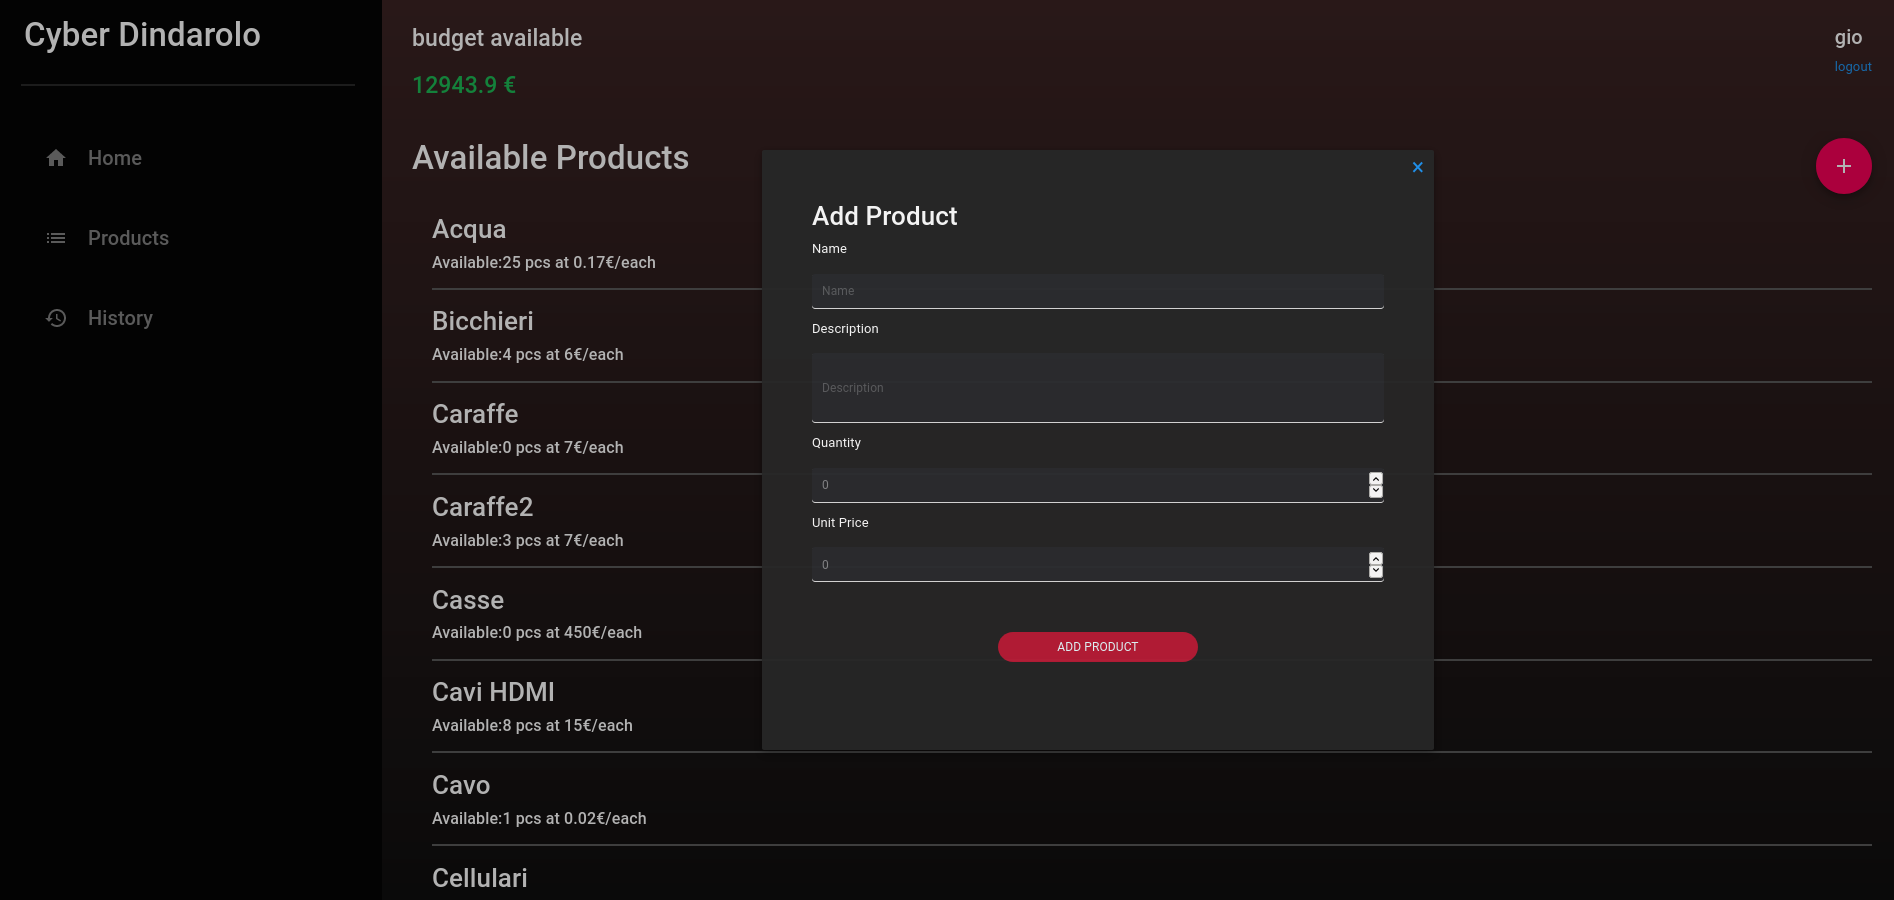 Cyber Dindarolo
Home
Products
History
budget available
12943.9 €
gio
logout
Available Products
+
Acqua
Available:25 pcs at 0.17€/each
Bicchieri
Available:4 pcs at 6€/each
Caraffe
Available:0 pcs at 7€/each
Caraffe2
Available:3 pcs at 7€/each
Casse
Available:0 pcs at 450€/each
Cavi HDMI
Available:8 pcs at 15€/each
Cavo
Available:1 pcs at 0.02€/each
Cellulari
×
Add Product
Name
Name
Description
Description
Quantity
0
Unit Price
0
ADD PRODUCT